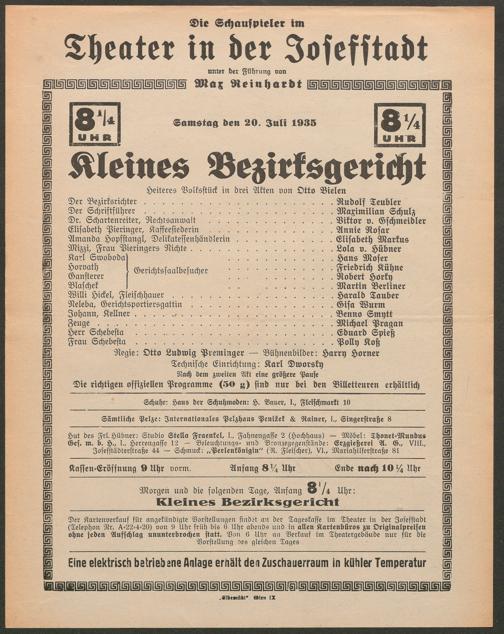 Die Schauspieler im
Theater in der Josefstadt
unter der Führung von
Max Reinhardt
8 1/4 UHR
Samstag den 20. Juli 1935
8 1/4 UHR
Kleines Bezirksgericht
Heiteres Volksstück in drei Akten von Otto Bielen
Der Bezirksrichter . . . Rudolf Teubler
Der Schriftführer . . . Maximilian Schulz
Dr. Schartenreiter, Rechtsanwalt . . . Viktor v. Gschmeidler
Elisabeth Pieringer, Kaffeesiederin . . . Annie Rosar
Amanda Hopfstangl, Delikatessenhändlerin . . . Elisabeth Markus
Mizzi, Frau Pieringers Nichte . . . Lola v. Hübner
Karl Swoboda . . . Hans Moser
Horvath . . . Friedrich Kühne
Gerichtssaalbesucher
Gansterer . . . Robert Horky
Blaschek . . . Martin Berliner
Willi Hickel, Fleischhauer . . . Harald Tauber
Neleba, Gerichtsportiersgattin . . . Gisa Wurm
Johann, Kellner . . . Benno Smytt
Zeuge . . . Michael Pragan
Herr Schebesta . . . Eduard Spieß
Frau Schebesta . . . Polly Koß
Regie: Otto Ludwig Preminger — Bühnenbilder: Harry Horner
Technische Einrichtung: Karl Dworsky
Nach dem zweiten Akt eine größere Pause
Die richtigen offiziellen Programme (50 g) sind nur bei den Billetteuren erhältlich
Schuhe: Haus der Schuhmoden: H. Bauer, I., Fleischmarkt 10
Sämtliche Pelze: Internationales Pelzhaus Penižek & Rainer, I., Singerstraße 8
Hut des Frl. Hübner: Studio Stella Fraenkel, I., Fahnengasse 2 (Hochhaus) — Möbel: Thonet-Mundus
Ges. m. b. H., I., Herrengasse 12 — Beleuchtungs- und Bronzegegenstände: Erzgießerei A. G., VIII.,
Josefstädterstraße 44 — Schmuck: „Perlenkönigin" (R. Fleischer), VI., Mariahilferstraße 81
Kassen-Eröffnung 9 Uhr vorm. Anfang 8 1/4 Uhr Ende nach 10 1/4 Uhr
Morgen und die folgenden Tage, Anfang 8 1/4 Uhr:
Kleines Bezirksgericht
Der Kartenverkauf für angekündigte Vorstellungen findet an der Tageskasse im Theater in der Josefstadt
(Telephon Nr. A-22-4-20) von 9 Uhr früh bis 6 Uhr abends und in allen Kartenbüros zu Originalpreisen
ohne jeden Aufschlag ununterbrochen statt. Von 6 Uhr an Verkauf im Theatergebäude nur für die
Vorstellung des gleichen Tages
Eine elektrisch betriebene Anlage erhält den Zuschauerraum in kühler Temperatur
„Elbemühl" Wien IX